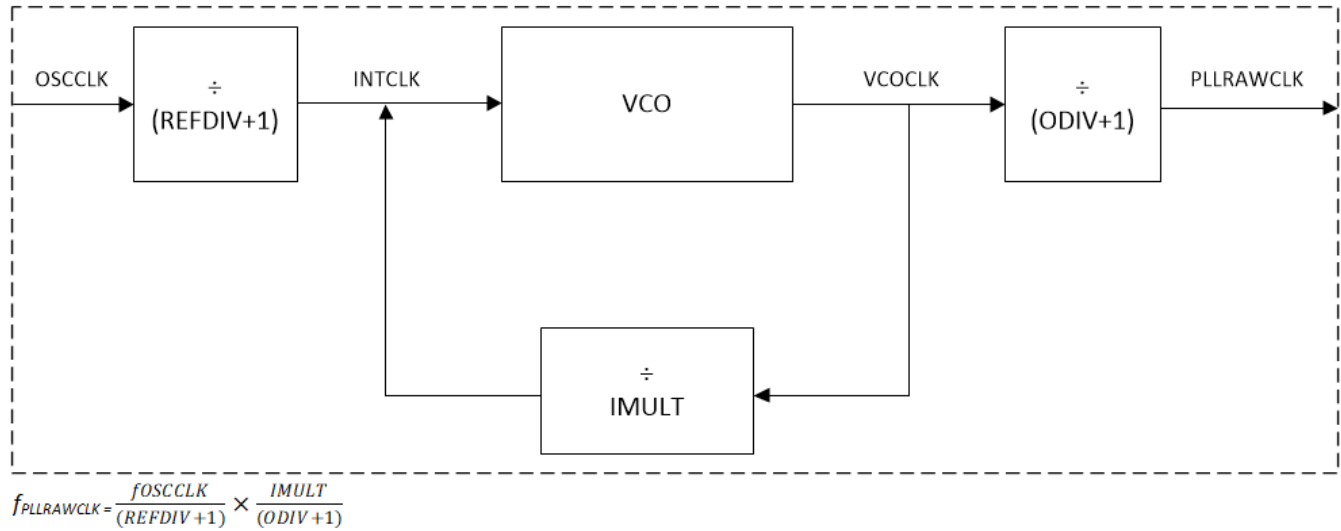 OSCCLK
÷
(REFDIV+1)
INTCLK
VCO
VCOCLK
÷
(ODIV+1)
PLLRAWCLK
÷
IMULT
fPLLRAWCLK = fOSCCLK/(REFDIV+1) × IMULT/(ODIV+1)